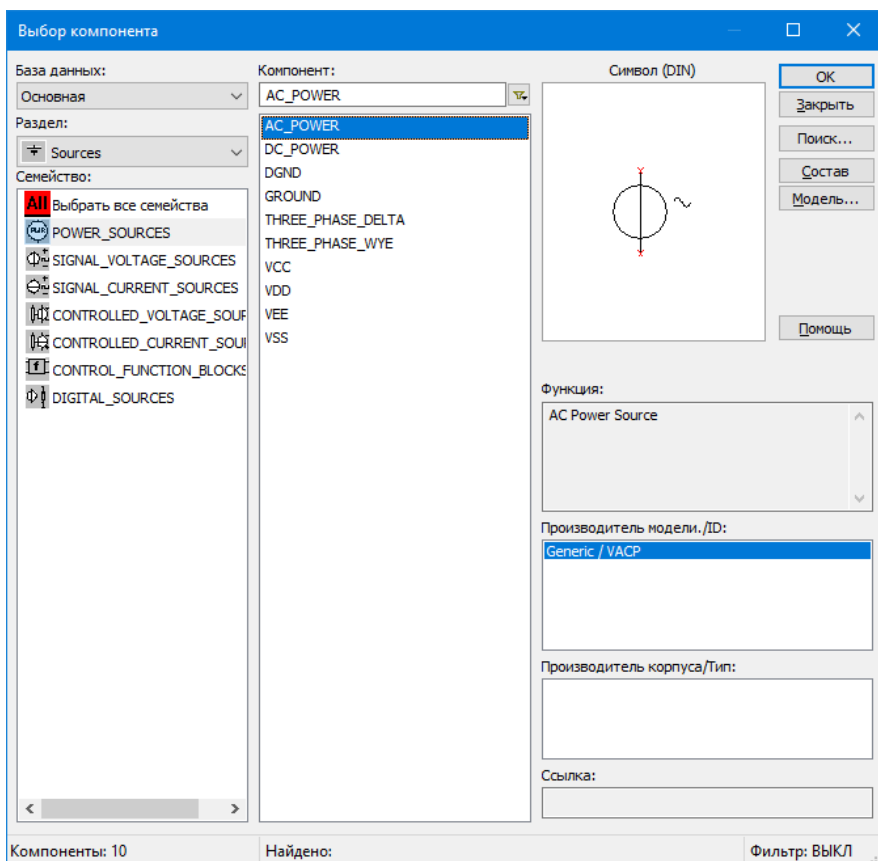 Выбор компонента
База данных:
Основная
Раздел:
Sources
Семейство:
All Выбрать все семейства
POWER_SOURCES
SIGNAL_VOLTAGE_SOURCES
SIGNAL_CURRENT_SOURCES
CONTROLLED_VOLTAGE_SOUF
CONTROLLED_CURRENT_SOUI
CONTROL_FUNCTION_BLOCKS
DIGITAL_SOURCES
Компонент:
AC_POWER
AC_POWER
DC_POWER
DGND
GROUND
THREE_PHASE_DELTA
THREE_PHASE_WYE
VCC
VDD
VEE
VSS
Символ (DIN)
Функция:
AC Power Source
Производитель модели./ID:
Generic / VACP
Производитель корпуса/Тип:
Ссылка:
OK
Закрыть
Поиск...
Состав
Модель...
Помощь
Компоненты: 10
Найдено:
Фильтр: ВЫКЛ